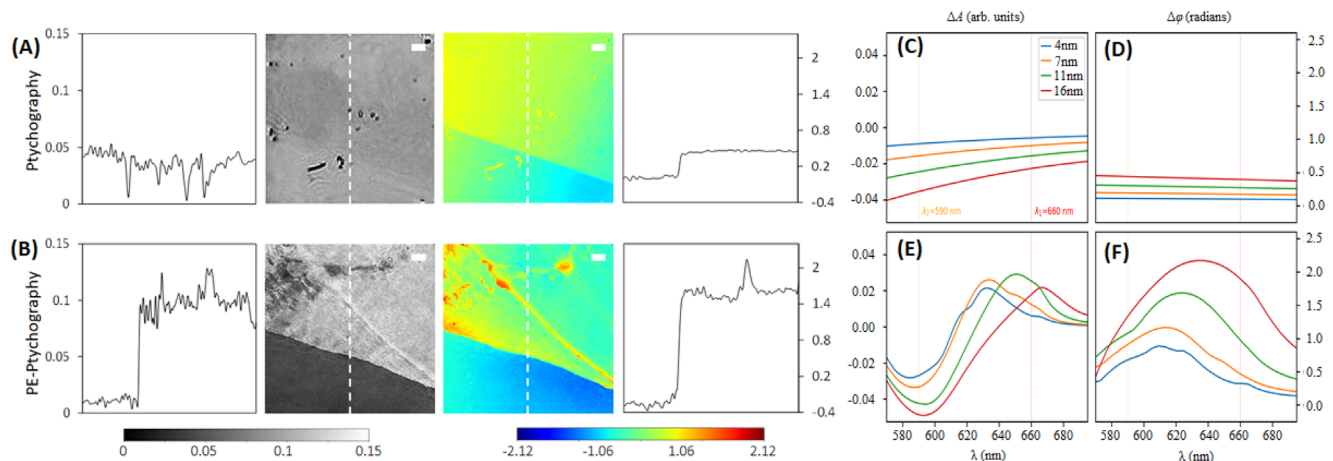 ΔA (arb. units)
Δφ (radians)
(A)
Ptychography
0.15
0.1
0.05
0
2
1.4
0.8
0.2
-0.4
(C)
4nm
7nm
11nm
16nm
0.04
0.02
0.00
-0.02
-0.04
λ₂=590 nm
λ₁=660 nm
(D)
2.5
2.0
1.5
1.0
0.5
0.0
(B)
PE-Ptychography
0.15
0.1
0.05
0
2
1.4
0.8
0.2
-0.4
(E)
0.04
0.02
0.00
-0.02
-0.04
580 600 620 640 660 680
λ (nm)
(F)
2.5
2.0
1.5
1.0
0.5
0.0
580 600 620 640 660 680
λ (nm)
0 0.05 0.1 0.15
-2.12 -1.06 1.06 2.12